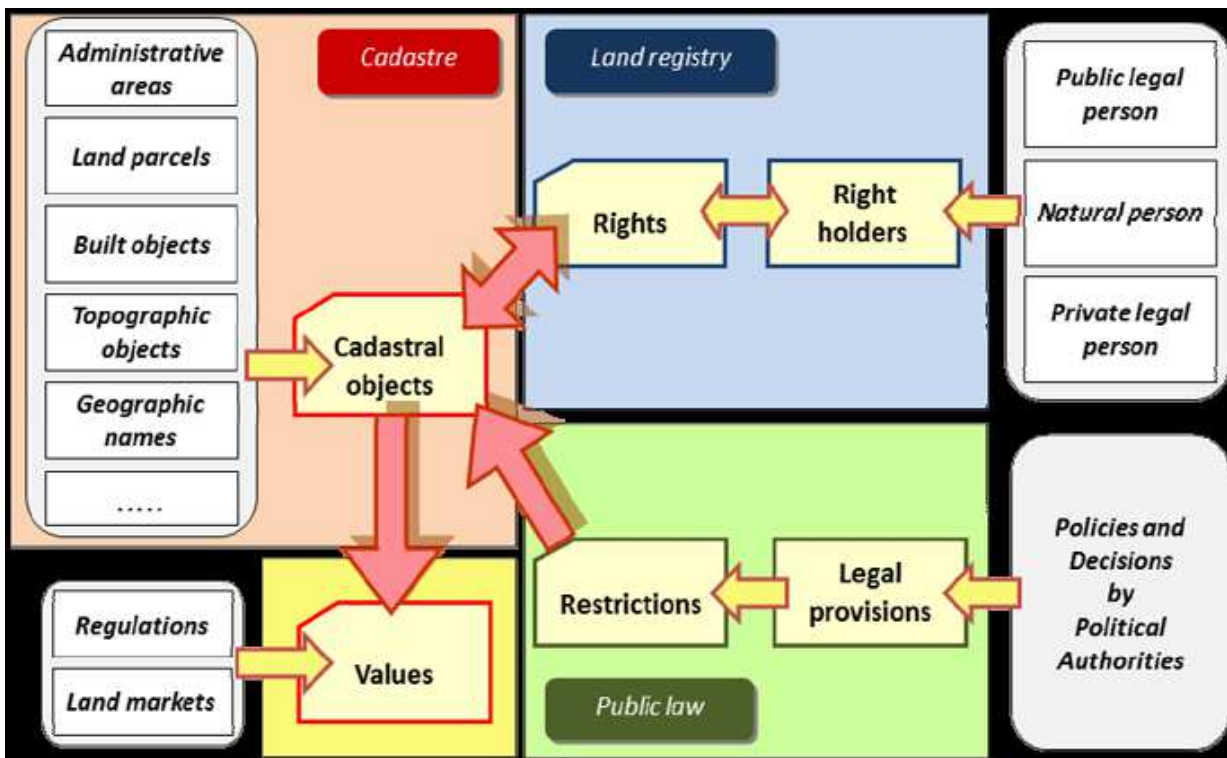 Administrative
areas
Land parcels
Built objects
Topographic
objects
Geographic
names
.....
Cadastre
Cadastral
objects
Land registry
Rights
Right
holders
Public legal
person
Natural person
Private legal
person
Regulations
Land markets
Values
Restrictions
Legal
provisions
Public law
Policies and
Decisions
by
Political
Authorities